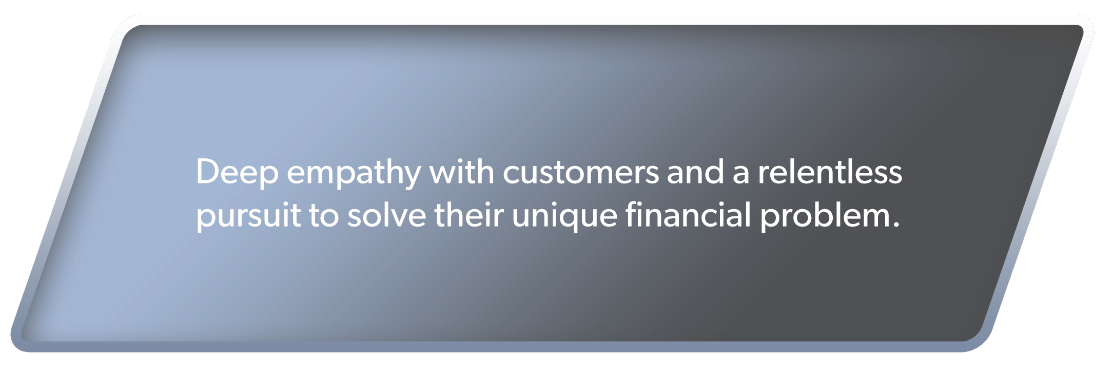 Deep empathy with customers and a relentless
pursuit to solve their unique financial problem.